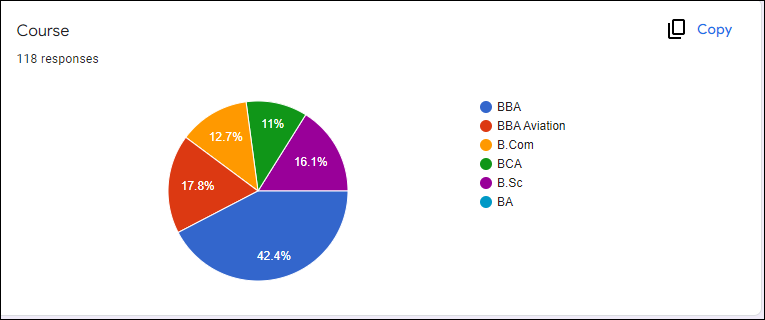 Course
Copy
118 responses
BBA
BBA Aviation
B.Com
BCA
B.Sc
BA
11%
12.7%
16.1%
17.8%
42.4%